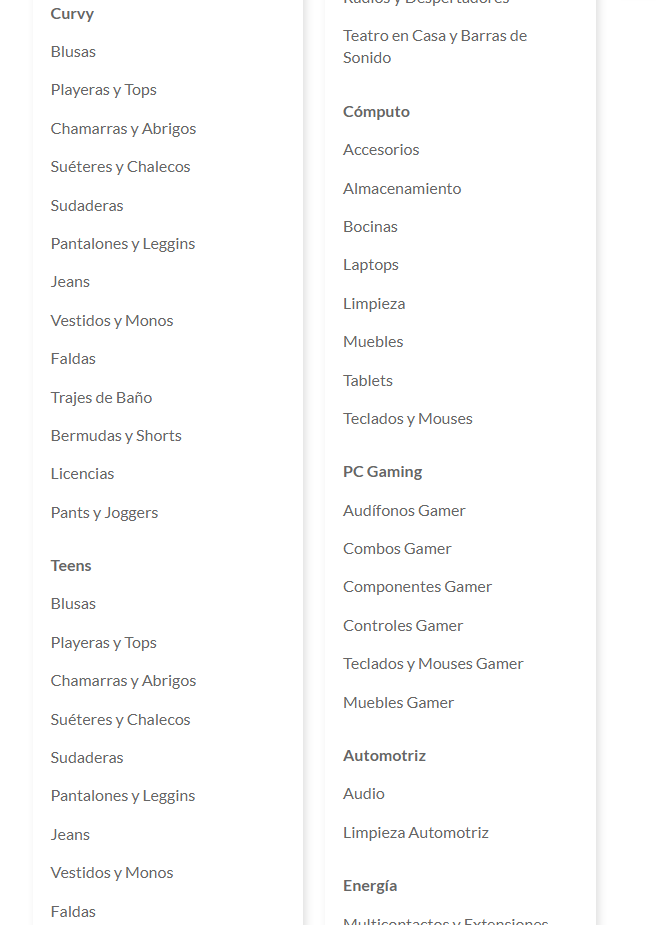 Curvy
Blusas
Playeras y Tops
Chamarras y Abrigos
Suéteres y Chalecos
Sudaderas
Pantalones y Leggins
Jeans
Vestidos y Monos
Faldas
Trajes de Baño
Bermudas y Shorts
Licencias
Pants y Joggers
Teens
Blusas
Playeras y Tops
Chamarras y Abrigos
Suéteres y Chalecos
Sudaderas
Pantalones y Leggins
Jeans
Vestidos y Monos
Faldas
Radios y Despertadores
Teatro en Casa y Barras de
Sonido
Cómputo
Accesorios
Almacenamiento
Bocinas
Laptops
Limpieza
Muebles
Tablets
Teclados y Mouses
PC Gaming
Audífonos Gamer
Combos Gamer
Componentes Gamer
Controles Gamer
Teclados y Mouses Gamer
Muebles Gamer
Automotriz
Audio
Limpieza Automotriz
Energía
Multicontactos y Extensiones